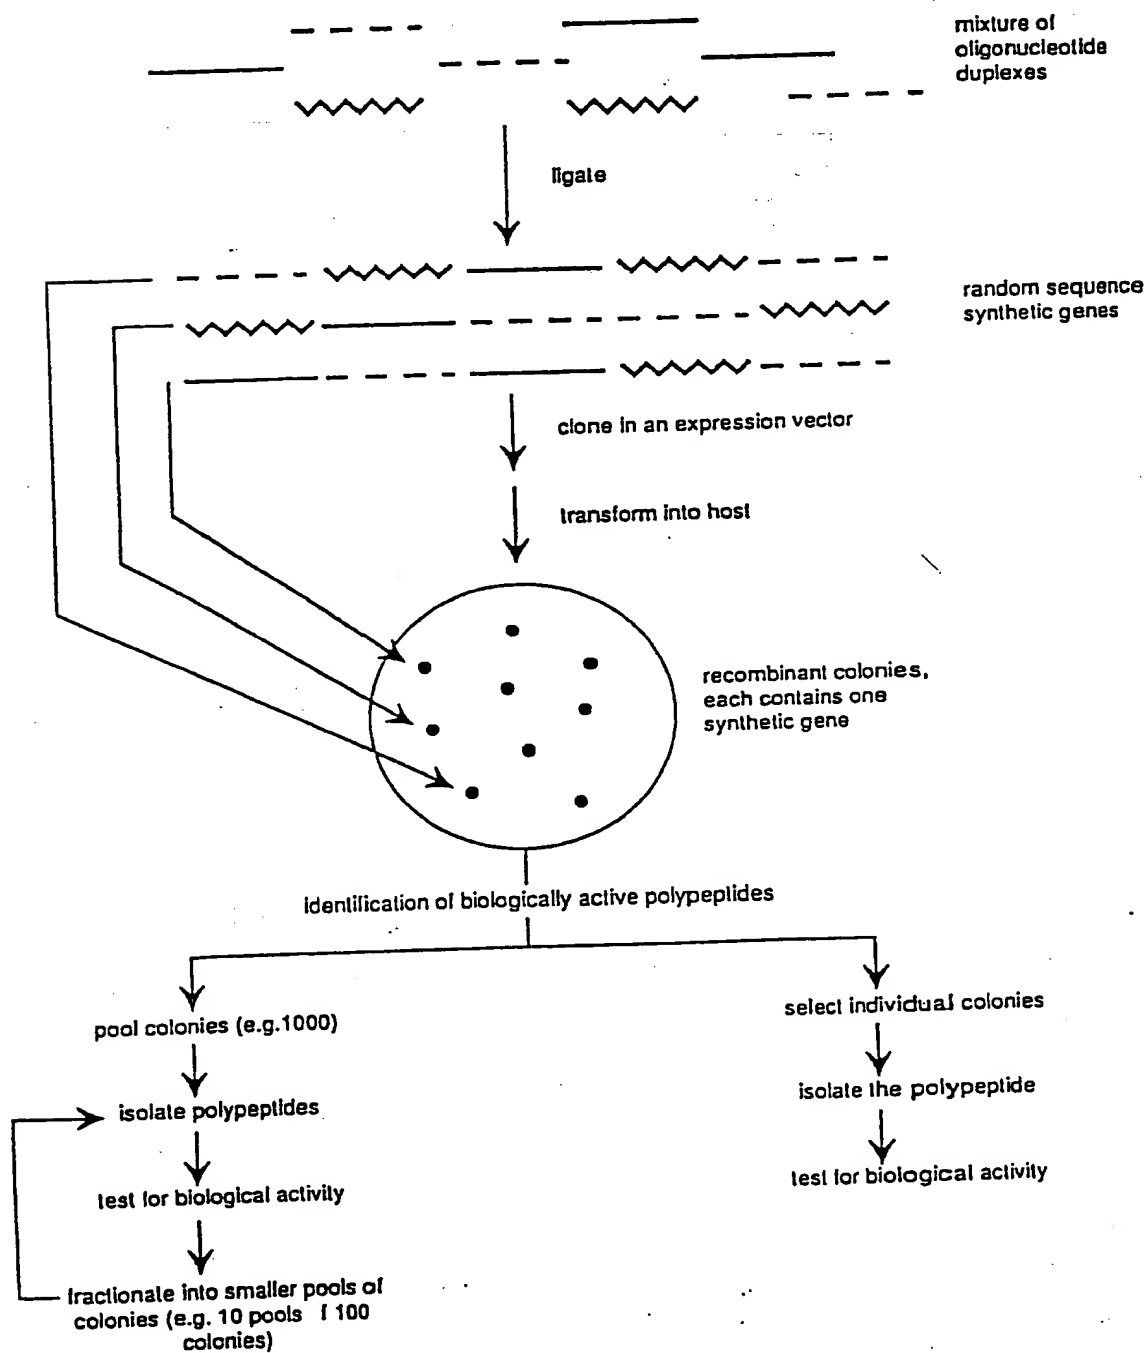 mixture of
oligonucleotide
duplexes
ligate
random sequence
synthetic genes
clone in an expression vector
transform into host
recombinant colonies,
each contains one
synthetic gene
identification of biologically active polypeptides
pool colonies (e.g.1000)
isolate polypeptides
test for biological activity
fractionate into smaller pools of
colonies (e.g. 10 pools f 100
colonies)
select individual colonies
isolate the polypeptide
test for biological activity